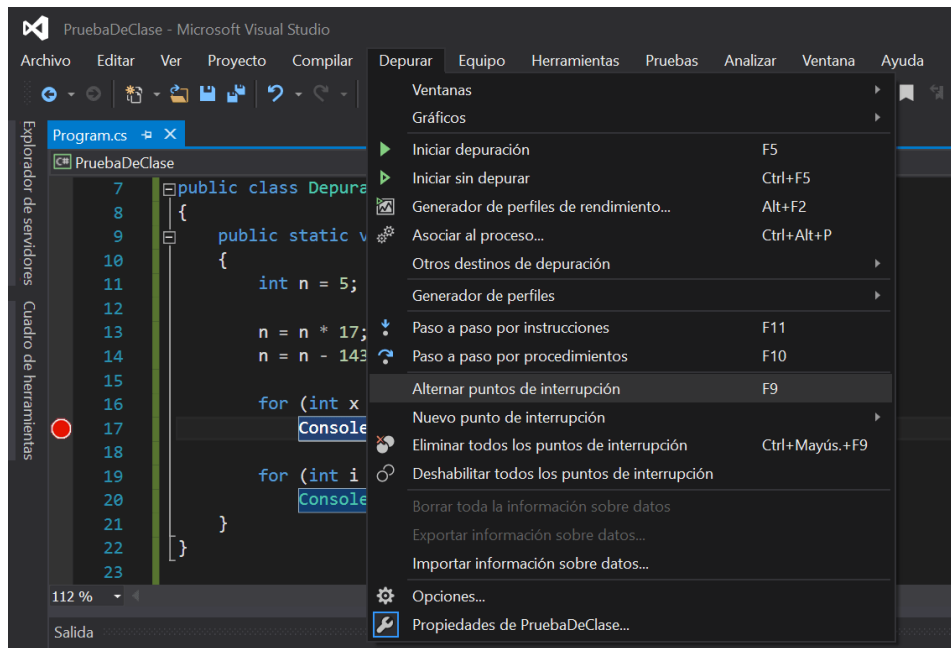 PruebaDeClase - Microsoft Visual Studio
Archivo Editar Ver Proyecto Compilar Depurar Equipo Herramientas Pruebas Analizar Ventana Ayuda
Explorador de servidores
Cuadro de herramientas
Program.cs
C# PruebaDeClase
7 public class Depura
8 {
9 public static v
10 {
11 int n = 5;
12
13 n = n * 17;
14 n = n - 143
15
16 for (int x
17 Console
18
19 for (int i
20 Console
21 }
22 }
23
112 %
Salida
Ventanas
Gráficos
Iniciar depuración F5
Iniciar sin depurar Ctrl+F5
Generador de perfiles de rendimiento... Alt+F2
Asociar al proceso... Ctrl+Alt+P
Otros destinos de depuración
Generador de perfiles
Paso a paso por instrucciones F11
Paso a paso por procedimientos F10
Alternar puntos de interrupción F9
Nuevo punto de interrupción
Eliminar todos los puntos de interrupción Ctrl+Mayús.+F9
Deshabilitar todos los puntos de interrupción
Borrar toda la información sobre datos
Exportar información sobre datos...
Importar información sobre datos...
Opciones...
Propiedades de PruebaDeClase...